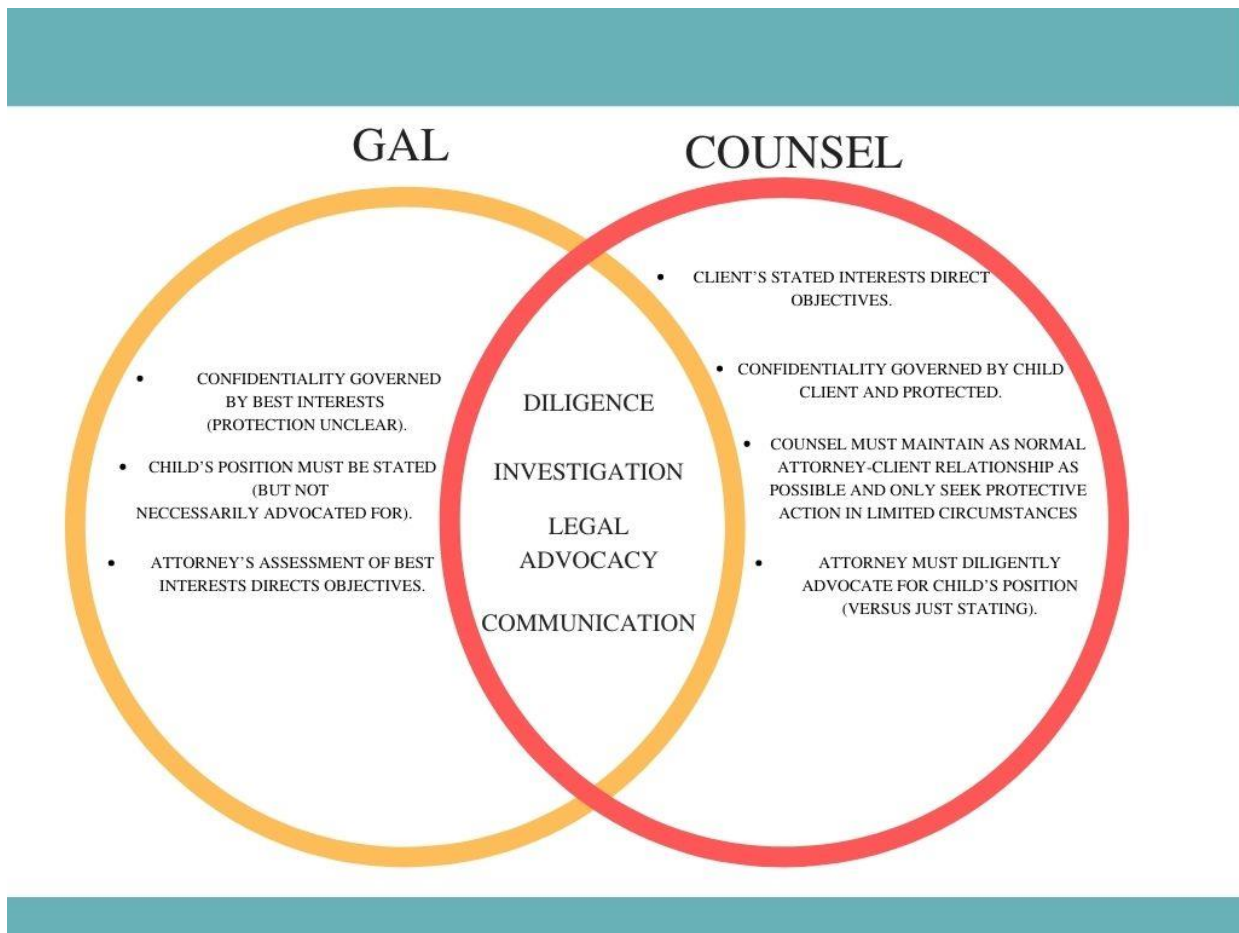 GAL
COUNSEL
• CONFIDENTIALITY GOVERNED
BY BEST INTERESTS
(PROTECTION UNCLEAR).
• CHILD'S POSITION MUST BE STATED
(BUT NOT
NECCESSARILY ADVOCATED FOR).
• ATTORNEY'S ASSESSMENT OF BEST
INTERESTS DIRECTS OBJECTIVES.
DILIGENCE
INVESTIGATION
LEGAL
ADVOCACY
COMMUNICATION
• CLIENT'S STATED INTERESTS DIRECT
OBJECTIVES.
• CONFIDENTIALITY GOVERNED BY CHILD
CLIENT AND PROTECTED.
• COUNSEL MUST MAINTAIN AS NORMAL
ATTORNEY-CLIENT RELATIONSHIP AS
POSSIBLE AND ONLY SEEK PROTECTIVE
ACTION IN LIMITED CIRCUMSTANCES
• ATTORNEY MUST DILIGENTLY
ADVOCATE FOR CHILD'S POSITION
(VERSUS JUST STATING).